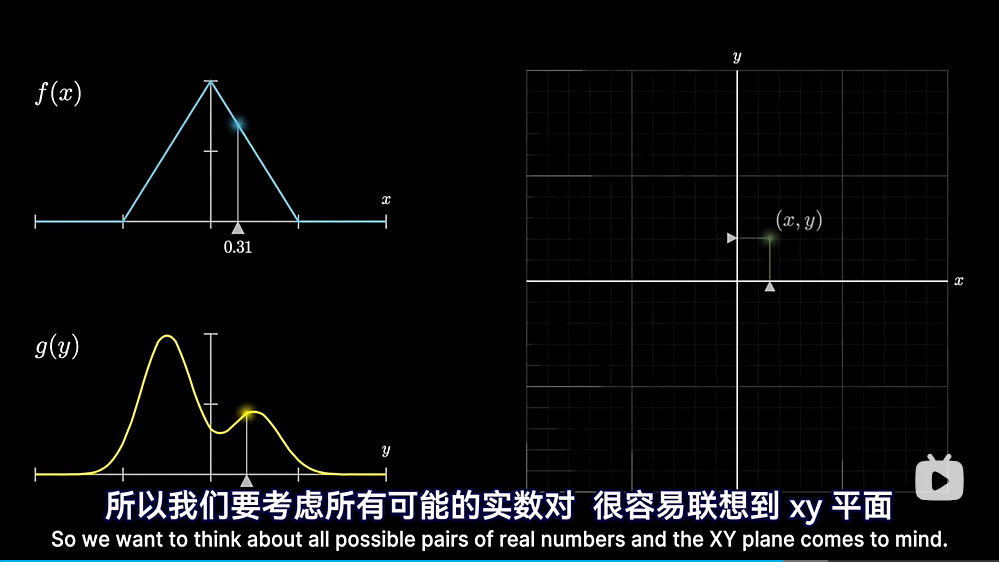 f(x)
x
0.31
g(y)
y
y
(x, y)
x
所以我们要考虑所有可能的实数对 很容易联想到 xy 平面
So we want to think about all possible pairs of real numbers and the XY plane comes to mind.